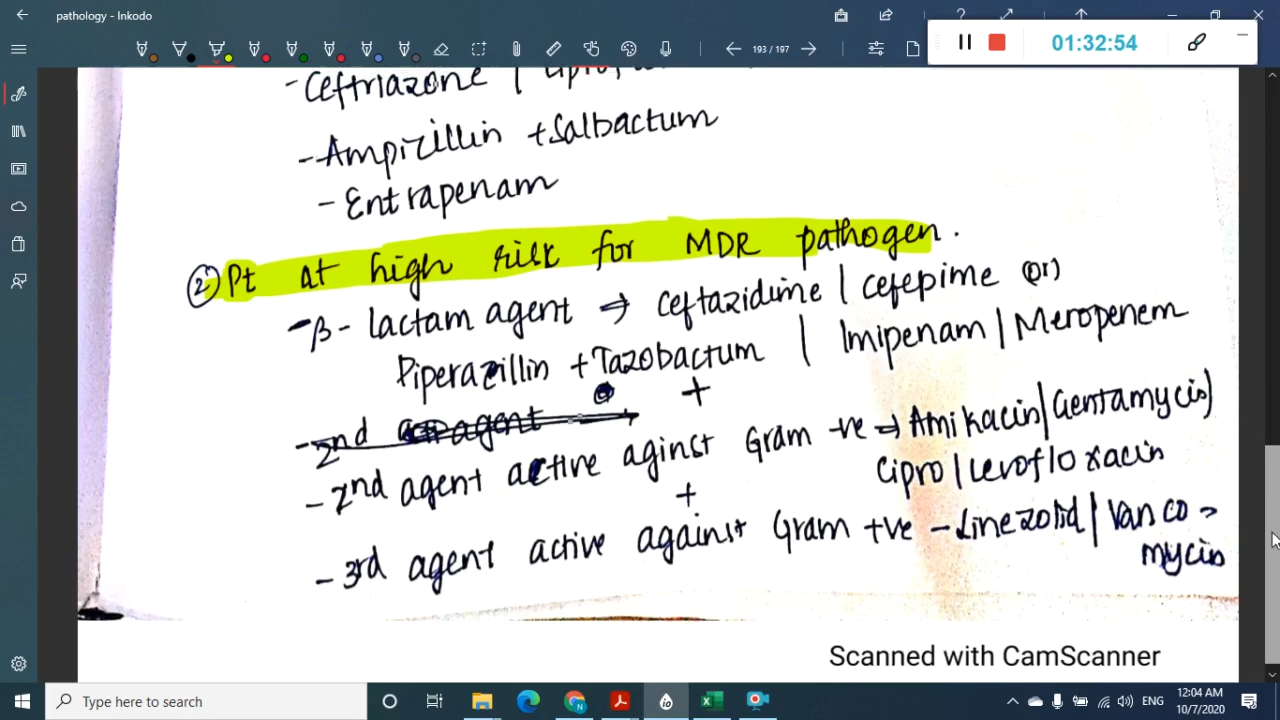 pathology - Inkodo
193 / 197
01:32:54
- Ceftriazone |
- Ampizillin + Salbactum
- Entrapenam
② Pt at high risk for MDR pathogen.
- β - lactam agent ⇒ Ceftazidime | cefepime (or)
Piperazillin + Tazobactum | Imipenam | Meropenem
+
- 2nd agent
- 2nd agent active aginst Gram -ve ⇒ Amikacin | Gentamycin |
Cipro | Levofloxacin
+
- 3rd agent active against Gram +ve - Linezolid | Vanco -
mycin
Scanned with CamScanner
Type here to search
ENG
12:04 AM
10/7/2020